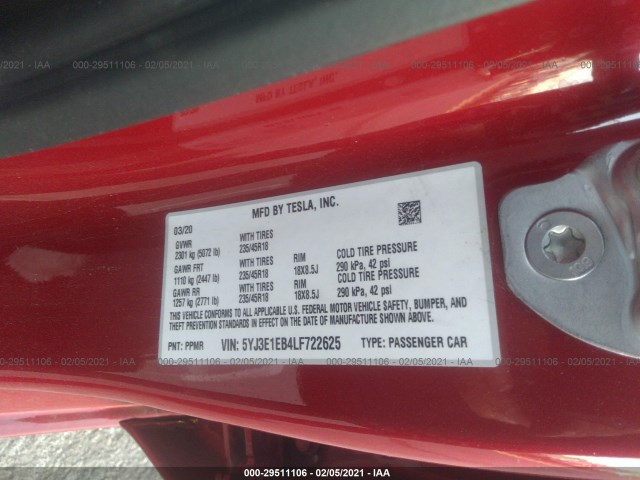 000-29511106 - 02/05/2021 - IAA 000-29511106 - 02/05/2021 - IAA 000-29511106 - 02/05/2021 - IAA
MFD BY TESLA, INC.
03/20
GVWR WITH TIRES
2301 kg (5072 lb) 235/45R18
GAWR FRT WITH TIRES RIM COLD TIRE PRESSURE
1110 kg (2447 lb) 235/45R18 18X8.5J 290 kPa, 42 psi
GAWR RR WITH TIRES RIM COLD TIRE PRESSURE
1257 kg (2771 lb) 235/45R18 18X8.5J 290 kPa, 42 psi
THIS VEHICLE CONFORMS TO ALL APPLICABLE U.S. FEDERAL MOTOR VEHICLE SAFETY, BUMPER, AND
THEFT PREVENTION STANDARDS IN EFFECT ON THE DATE OF MANUFACTURE SHOWN ABOVE.
PNT: PPMR VIN: 5YJ3E1EB4LF722625 TYPE: PASSENGER CAR
000-29511106 - 02/05/2021 - IAA